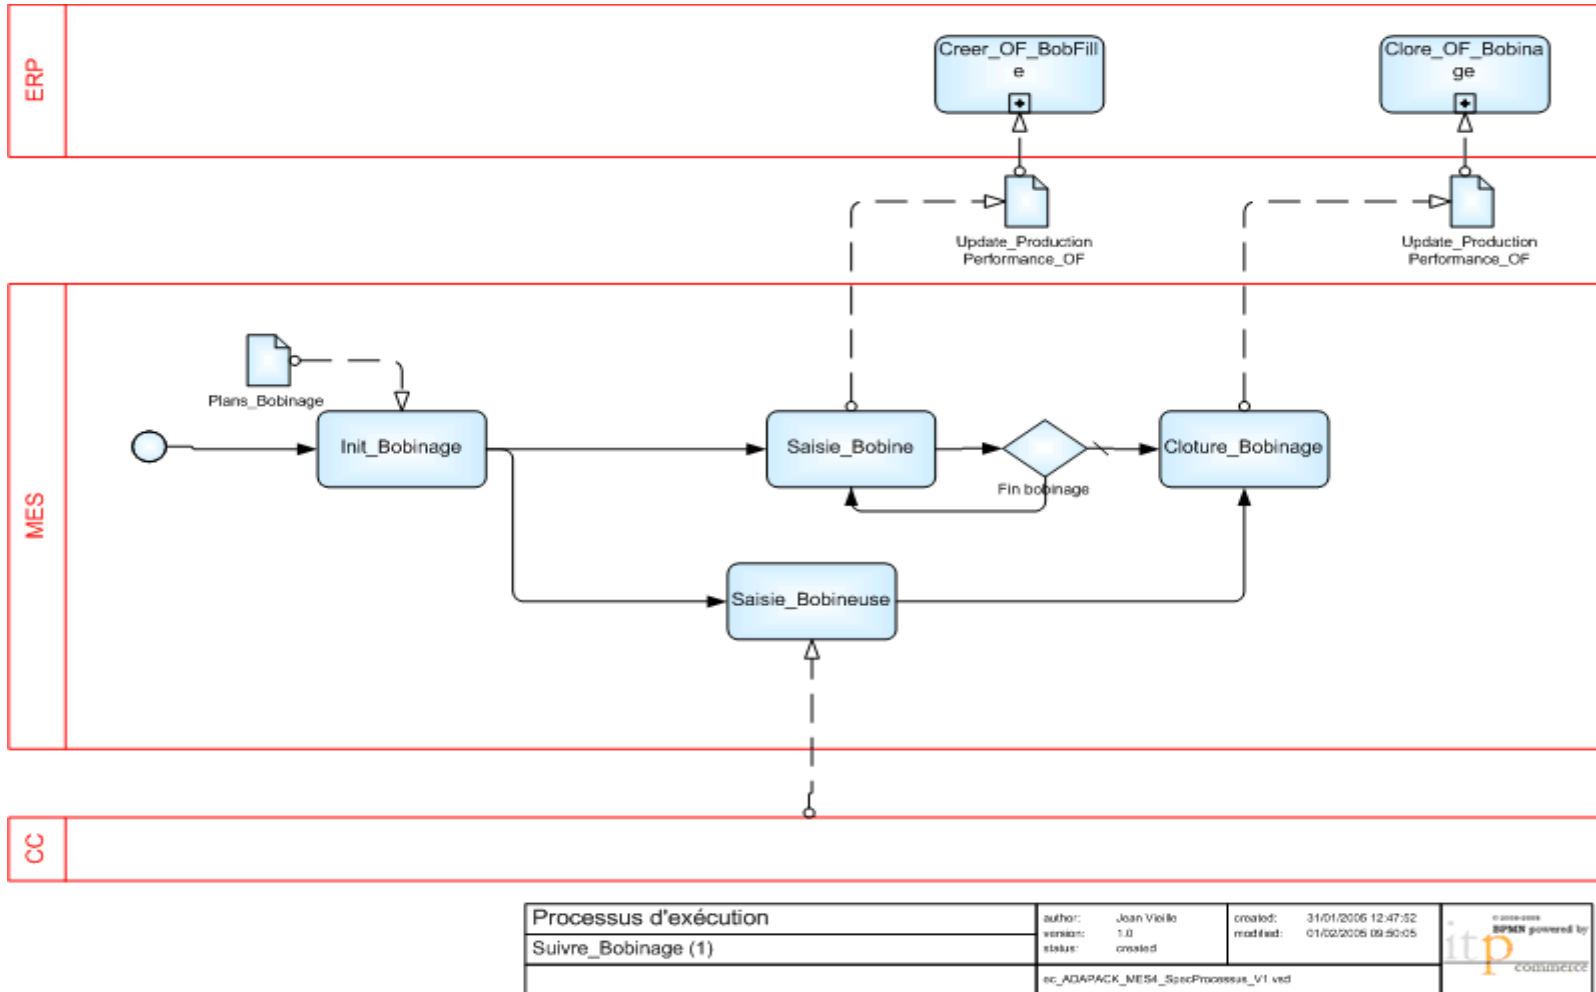 ERP
Creer_OF_BobFill
e
Clore_OF_Bobina
ge
Update_Production
Performance_OF
Update_Production
Performance_OF
MES
Plans_Bobinage
Init_Bobinage
Saisie_Bobine
Fin bobinage
Cloture_Bobinage
Saisie_Bobineuse
CC
Processus d'exécution
Suivre_Bobinage (1)
author: Jean Vieille
version: 1.0
status: created
created: 31/01/2005 12:47:52
modified: 01/02/2005 09:50:05
ec_ADAPACK_MES4_SpecProcessus_V1.vsd
BPMN powered by
itp
commerce